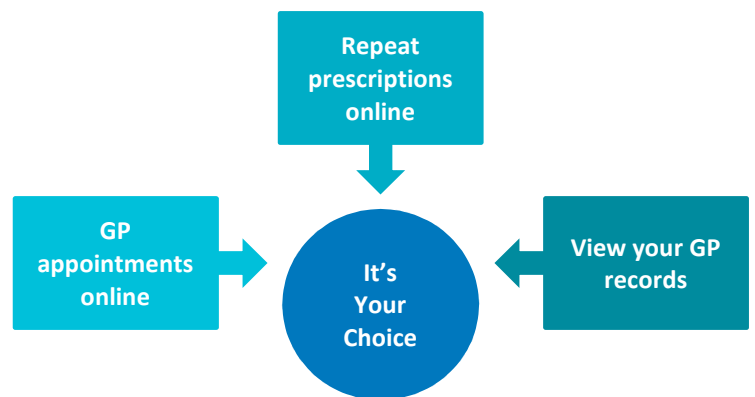 Repeat
prescriptions
online
GP
appointments
online
It’s
Your
Choice
View your GP
records